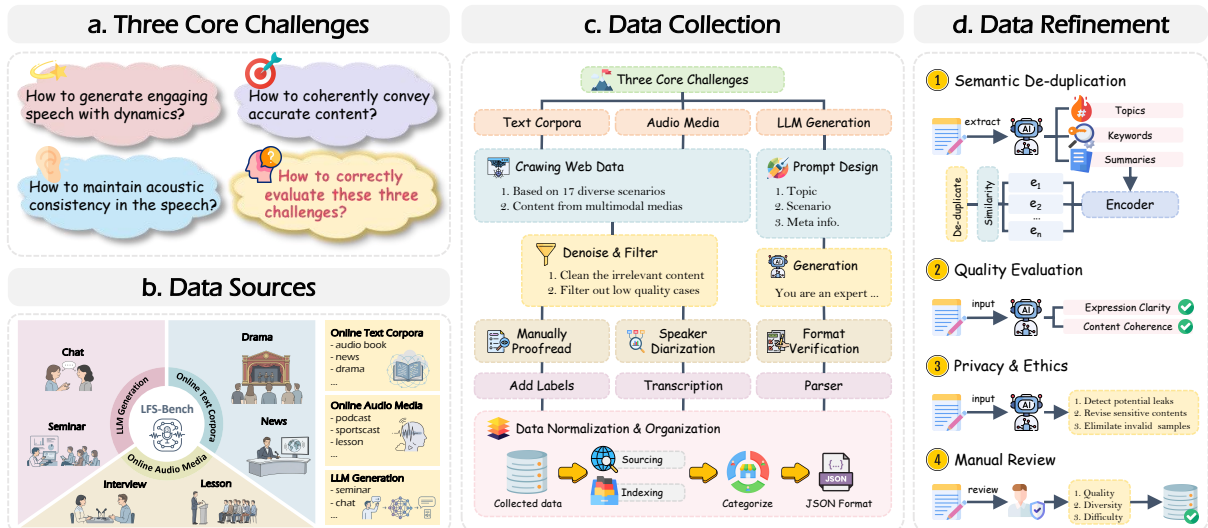 a. Three Core Challenges
How to generate engaging
speech with dynamics?
How to coherently convey
accurate content?
How to maintain acoustic
consistency in the speech?
How to correctly
evaluate these three
challenges?
b. Data Sources
Chat
Drama
Seminar
News
Interview
Lesson
LLM Generation
Online Text Corpora
Online Audio Media
LFS-Bench
Online Text Corpora
- audio book
- news
- drama
...
Online Audio Media
- podcast
- sportscast
- lesson
...
LLM Generation
- seminar
- chat
...
c. Data Collection
Three Core Challenges
Text Corpora
Audio Media
LLM Generation
Crawing Web Data
1. Based on 17 diverse scenarios
2. Content from multimodal medias
Prompt Design
1. Topic
2. Scenario
3. Meta info.
Denoise & Filter
1. Clean the irrelevant content
2. Filter out low quality cases
Generation
You are an expert ...
Manually
Proofread
Speaker
Diarization
Format
Verification
Add Labels
Transcription
Parser
Data Normalization & Organization
Collected data
Sourcing
Indexing
Categorize
{...}
JSON
JSON Format
d. Data Refinement
1 Semantic De-duplication
extract
AI
#
Topics
Keywords
Summaries
De-duplicate
Similarity
e1
e2
...
en
Encoder
2 Quality Evaluation
input
AI
Expression Clarity
Content Coherence
3 Privacy & Ethics
input
AI
1. Detect potential leaks
2. Revise sensitive contents
3. Elimilate invalid samples
4 Manual Review
review
1. Quality
2. Diversity
3. Difficulty